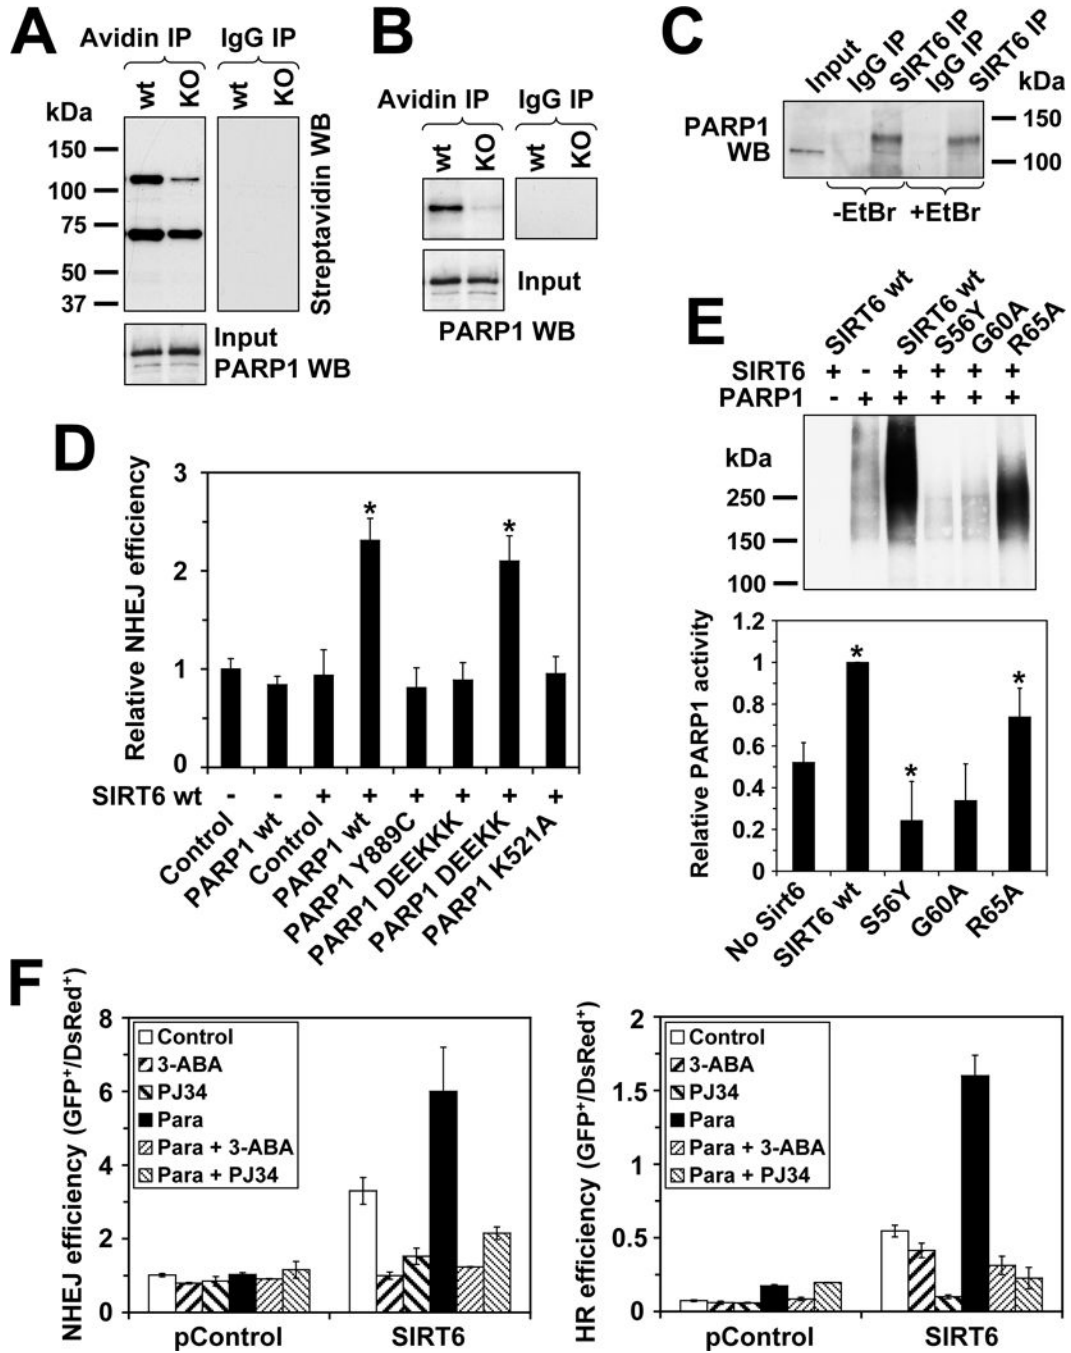 A
Avidin IP
IgG IP
wt
KO
wt
KO
kDa
150
100
75
50
37
Streptavidin WB
Input
PARP1 WB
B
Avidin IP
IgG IP
wt
KO
wt
KO
Input
PARP1 WB
C
Input
IgG IP
SIRT6 IP
IgG IP
SIRT6 IP
kDa
PARP1
WB
150
100
-EtBr
+EtBr
D
Relative NHEJ efficiency
3
2
1
0
*
*
SIRT6 wt
- - + + + + + +
Control
PARP1 wt
Control
PARP1 wt
PARP1 Y889C
PARP1 DEEKKK
PARP1 DEEKK
PARP1 K521A
E
SIRT6 wt
SIRT6 wt
S56Y
G60A
R65A
SIRT6 + - + + + +
PARP1 - + + + + +
kDa
250
150
100
Relative PARP1 activity
1.2
1
0.8
0.6
0.4
0.2
0
*
*
*
No Sirt6
SIRT6 wt
S56Y
G60A
R65A
F
NHEJ efficiency (GFP⁺/DsRed⁺)
8
6
4
2
1
0
Control
3-ABA
PJ34
Para
Para + 3-ABA
Para + PJ34
pControl
SIRT6
HR efficiency (GFP⁺/DsRed⁺)
2
1.5
1
0.5
0
Control
3-ABA
PJ34
Para
Para + 3-ABA
Para + PJ34
pControl
SIRT6